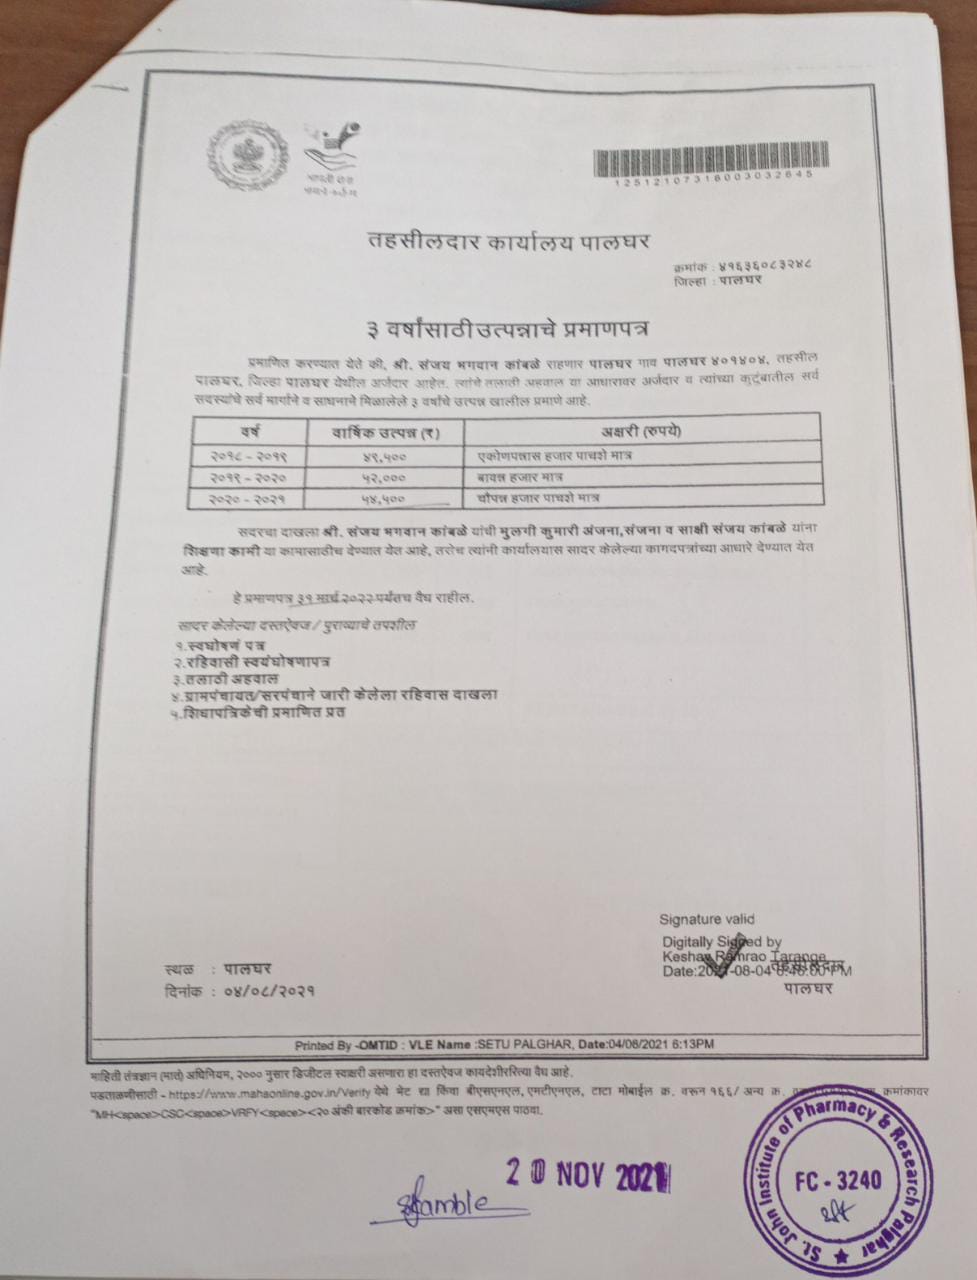 12512107318003032645
तहसीलदार कार्यालय पालघर
क्रमांक : ४१६३६०८३२४८
जिल्हा : पालघर
३ वर्षांसाठी उत्पन्नाचे प्रमाणपत्र
प्रमाणित करण्यात येते की, श्री. संजय भगवान कांबळे राहणार पालघर गाव पालघर ४०१४०४, तहसील
पालघर, जिल्हा पालघर येथील अर्जदार आहेत. त्यांचे तलाठी अहवाल या आधारावर अर्जदार व त्यांच्या कुटुंबातील सर्व
सदस्यांचे सर्व मार्गाने व साधनाने मिळालेले ३ वर्षांचे उत्पन्न खालील प्रमाणे आहे.
वर्ष वार्षिक उत्पन्न (₹) अक्षरी (रुपये)
२०१८ - २०१९ ४९,५०० एकोणपन्नास हजार पाचशे मात्र
२०१९ - २०२० ५२,००० बावन्न हजार मात्र
२०२० - २०२१ ५४,५०० चौपन्न हजार पाचशे मात्र
सदरचा दाखला श्री. संजय भगवान कांबळे यांची मुलगी कुमारी अंजना,संजना व साक्षी संजय कांबळे यांना
शिक्षणा कामी या कामासाठीच देण्यात येत आहे, तसेच त्यांनी कार्यालयास सादर केलेल्या कागदपत्रांच्या आधारे देण्यात येत
आहे.
हे प्रमाणपत्र ३१ मार्च २०२२ पर्यंतच वैध राहील.
सादर केलेल्या दस्तऐवज / पुराव्याचे तपशील
१.स्वघोषणं पत्र
२.रहिवासी स्वयंघोषणापत्र
३.तलाठी अहवाल
४.ग्रामपंचायत/सरपंचाने जारी केलेला रहिवास दाखला
५.शिधापत्रिकेची प्रमाणित प्रत
Signature valid
Digitally Signed by
Keshav Ramrao Tarange
Date:2021-08-04 PM
तहसीलदार
पालघर
स्थळ : पालघर
दिनांक : ०४/०८/२०२१
Printed By -OMTID : VLE Name :SETU PALGHAR, Date:04/08/2021 6:13PM
माहिती तंत्रज्ञान (मातं) अधिनियम, २००० नुसार डिजीटल स्वाक्षरी असणारा हा दस्तऐवज कायदेशीररित्या वैध आहे.
पडताळणीसाठी - https://www.mahaonline.gov.in/Verify येथे भेट द्या किंवा बीएसएनएल, एमटीएनएल, टाटा मोबाईल क्र. वरून १६६/ अन्य क्र. क्रमांकावर
"MH<space>CSC<space>VRFY<space><२० अंकी बारकोड क्रमांक>" असा एसएमएस पाठवा.
20 NOV 2021
St. John Institute of Pharmacy & Research Palghar
FC - 3240